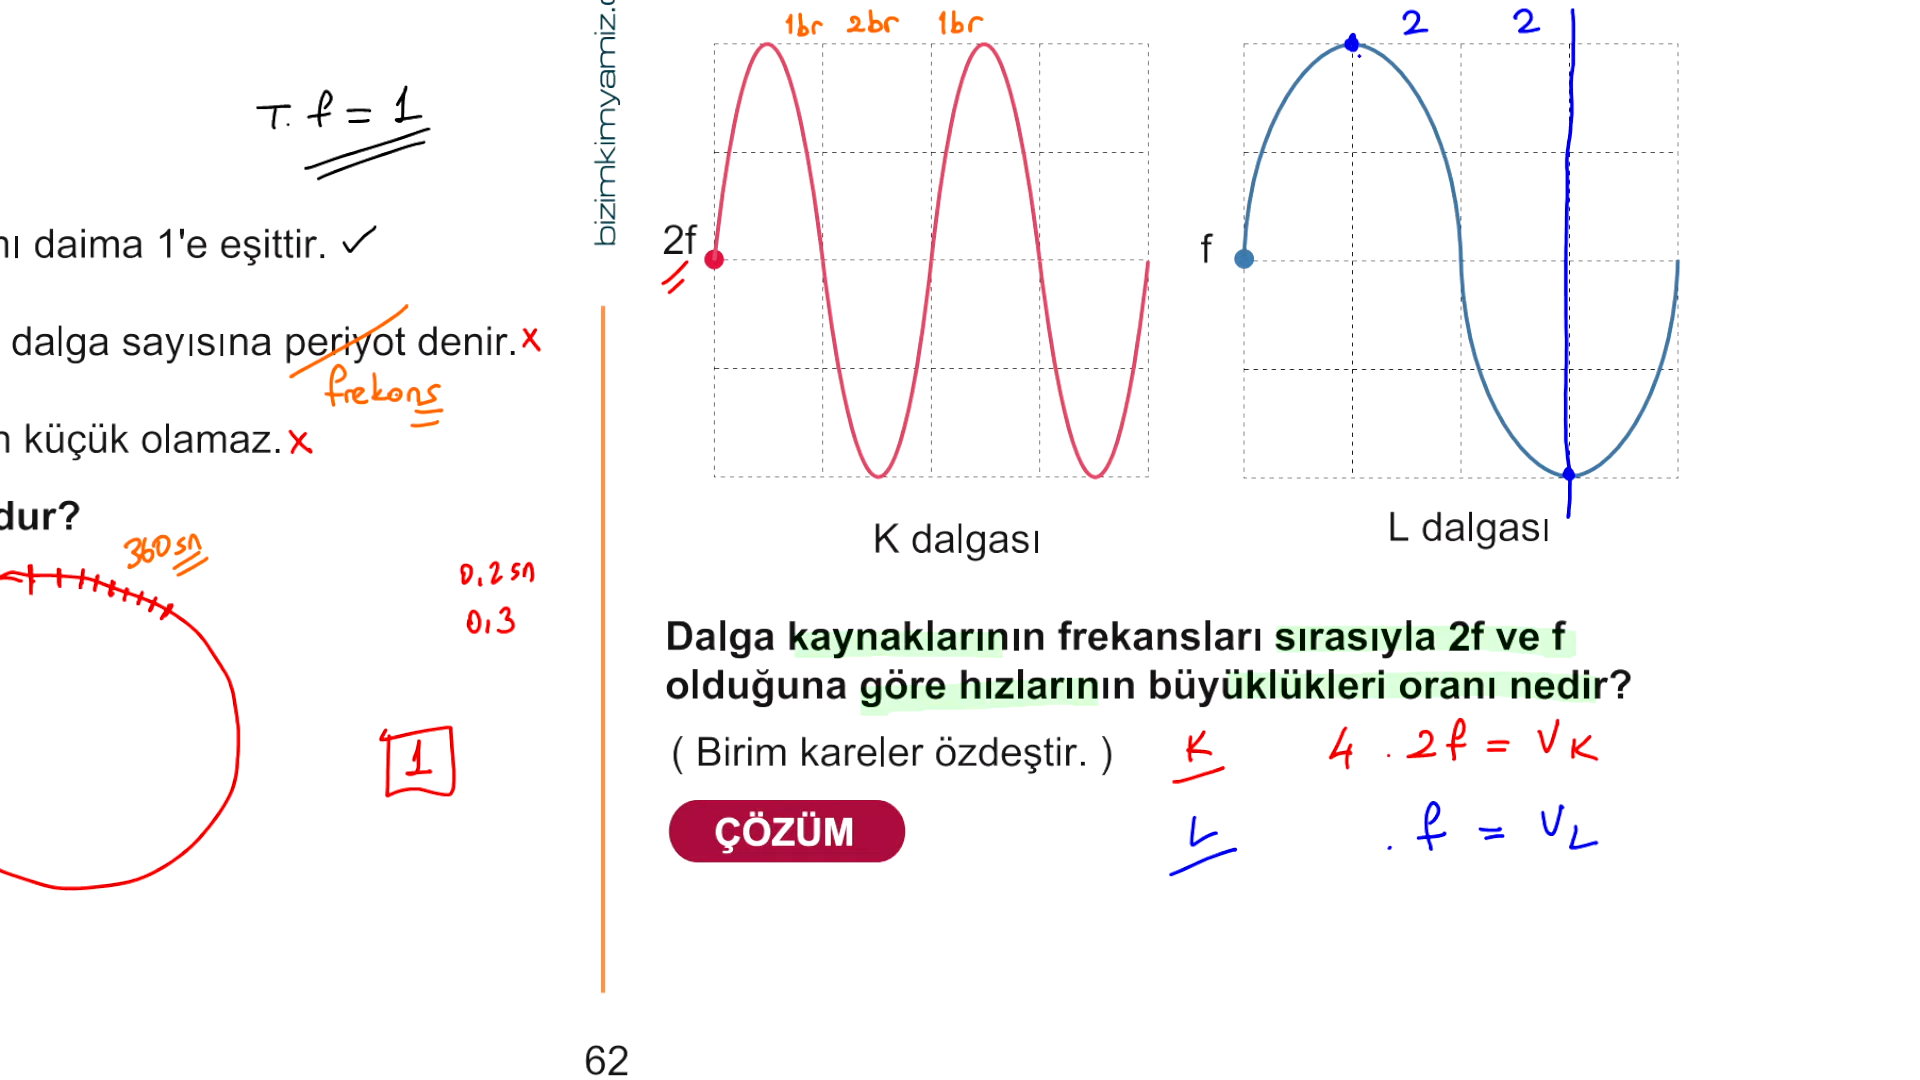 T. f = 1
nı daima 1'e eşittir. ✓
dalga sayısına periyot denir. x
frekans
n küçük olamaz. x
dur?
360 sn
0,2 sn
0,3
1
bizimkimyamiz.c
1br 2br 1br
2f
K dalgası
2 2
f
L dalgası
Dalga kaynaklarının frekansları sırasıyla 2f ve f
olduğuna göre hızlarının büyüklükleri oranı nedir?
( Birim kareler özdeştir. )
K 4 . 2f = VK
L . f = VL
ÇÖZÜM
62